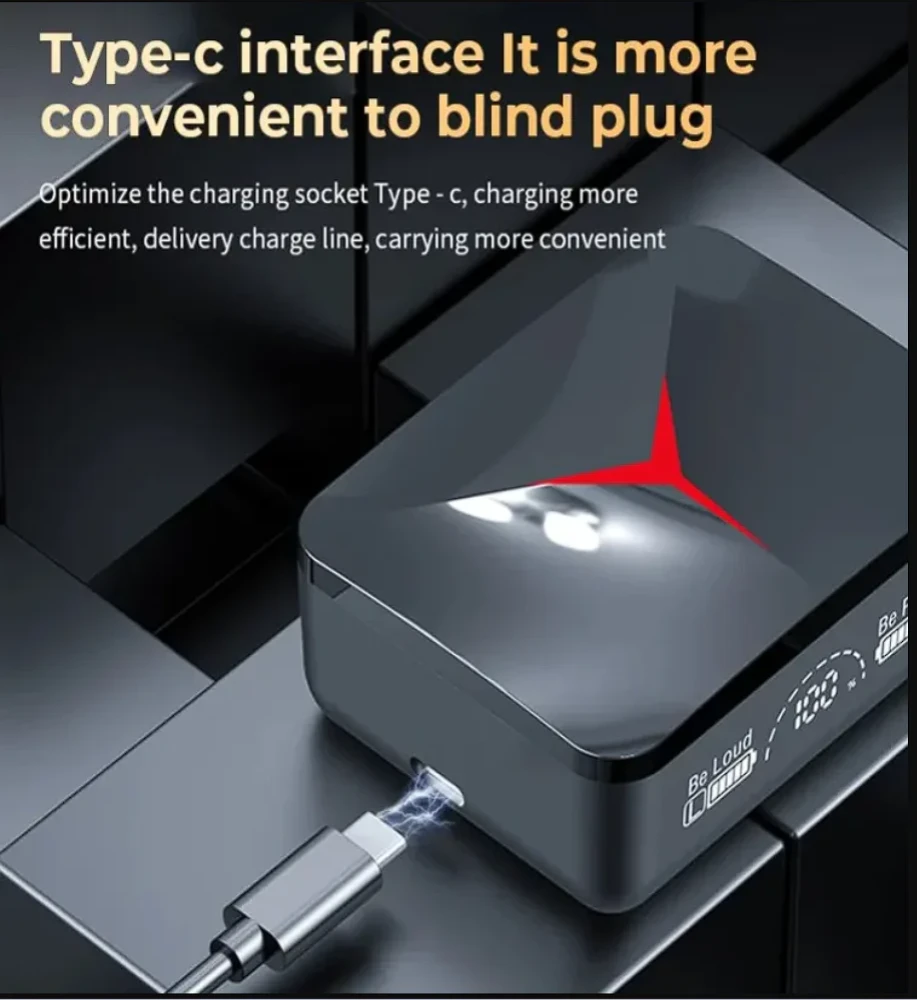 Type-c interface It is more
convenient to blind plug
Optimize the charging socket Type - c, charging more
efficient, delivery charge line, carrying more convenient
Be Loud
L
100 %
Be